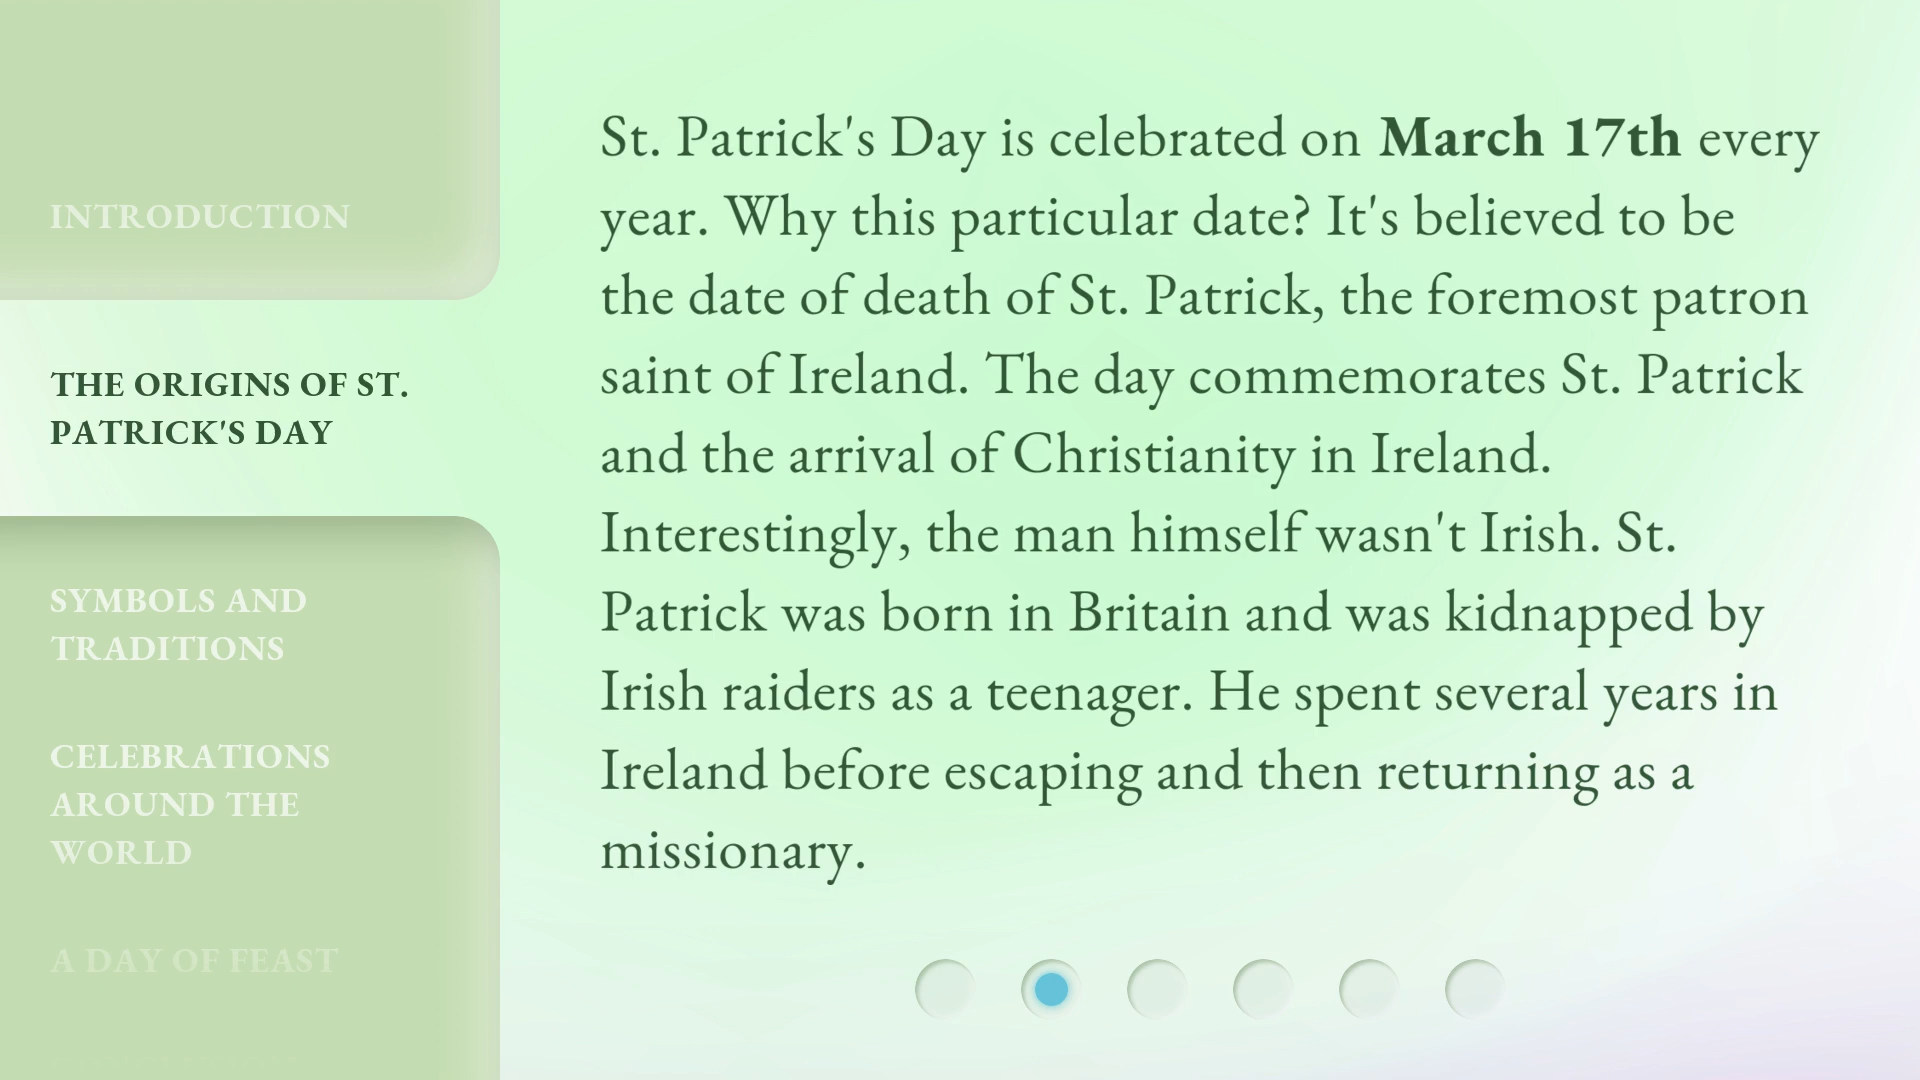 INTRODUCTION
THE ORIGINS OF ST.
PATRICK'S DAY
SYMBOLS AND
TRADITIONS
CELEBRATIONS
AROUND THE
WORLD
A DAY OF FEAST
St. Patrick's Day is celebrated on March 17th every
year. Why this particular date? It's believed to be
the date of death of St. Patrick, the foremost patron
saint of Ireland. The day commemorates St. Patrick
and the arrival of Christianity in Ireland.
Interestingly, the man himself wasn't Irish. St.
Patrick was born in Britain and was kidnapped by
Irish raiders as a teenager. He spent several years in
Ireland before escaping and then returning as a
missionary.